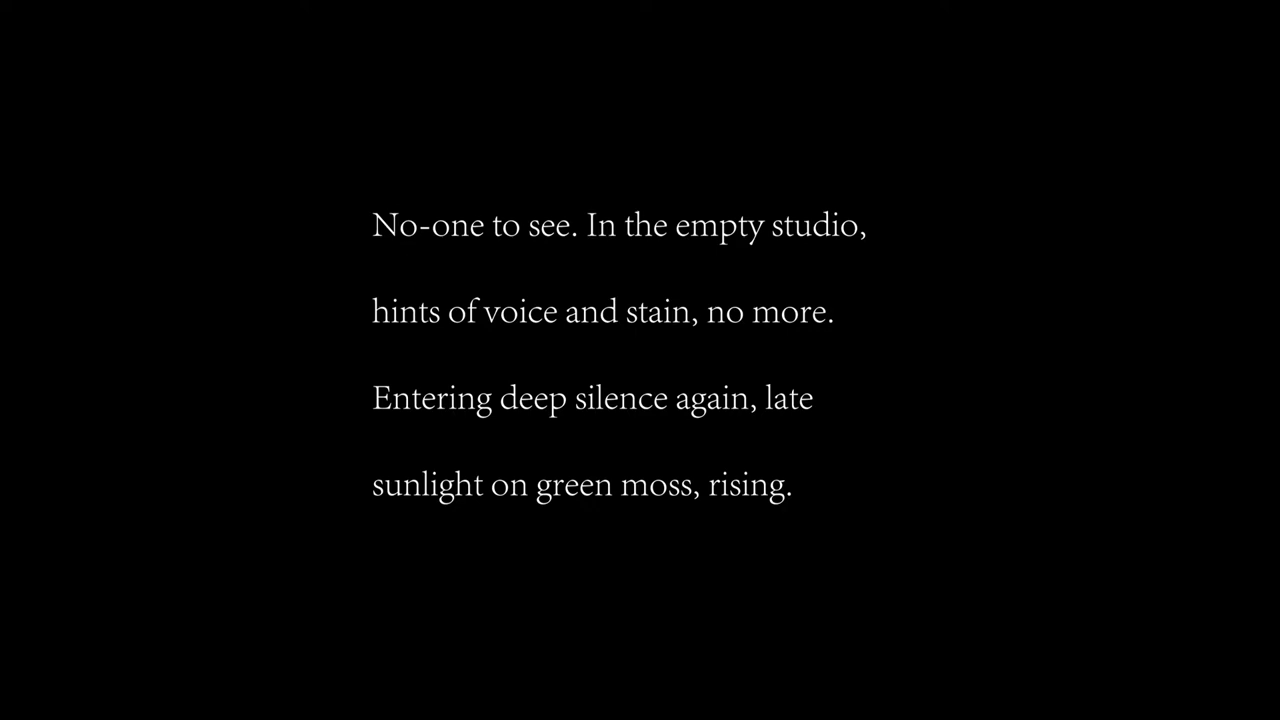 No-one to see. In the empty studio,
hints of voice and stain, no more.
Entering deep silence again, late
sunlight on green moss, rising.